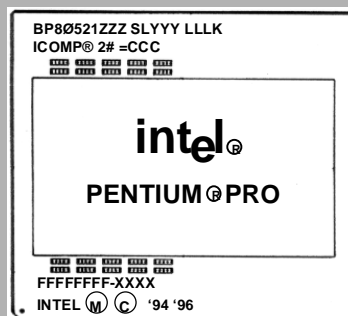 BP8Ø521ZZZ SLYYY LLLK
ICOMP® 2# =CCC
intel®
PENTIUM®PRO
FFFFFFFF-XXXX
INTEL Ⓜ Ⓒ '94 '96